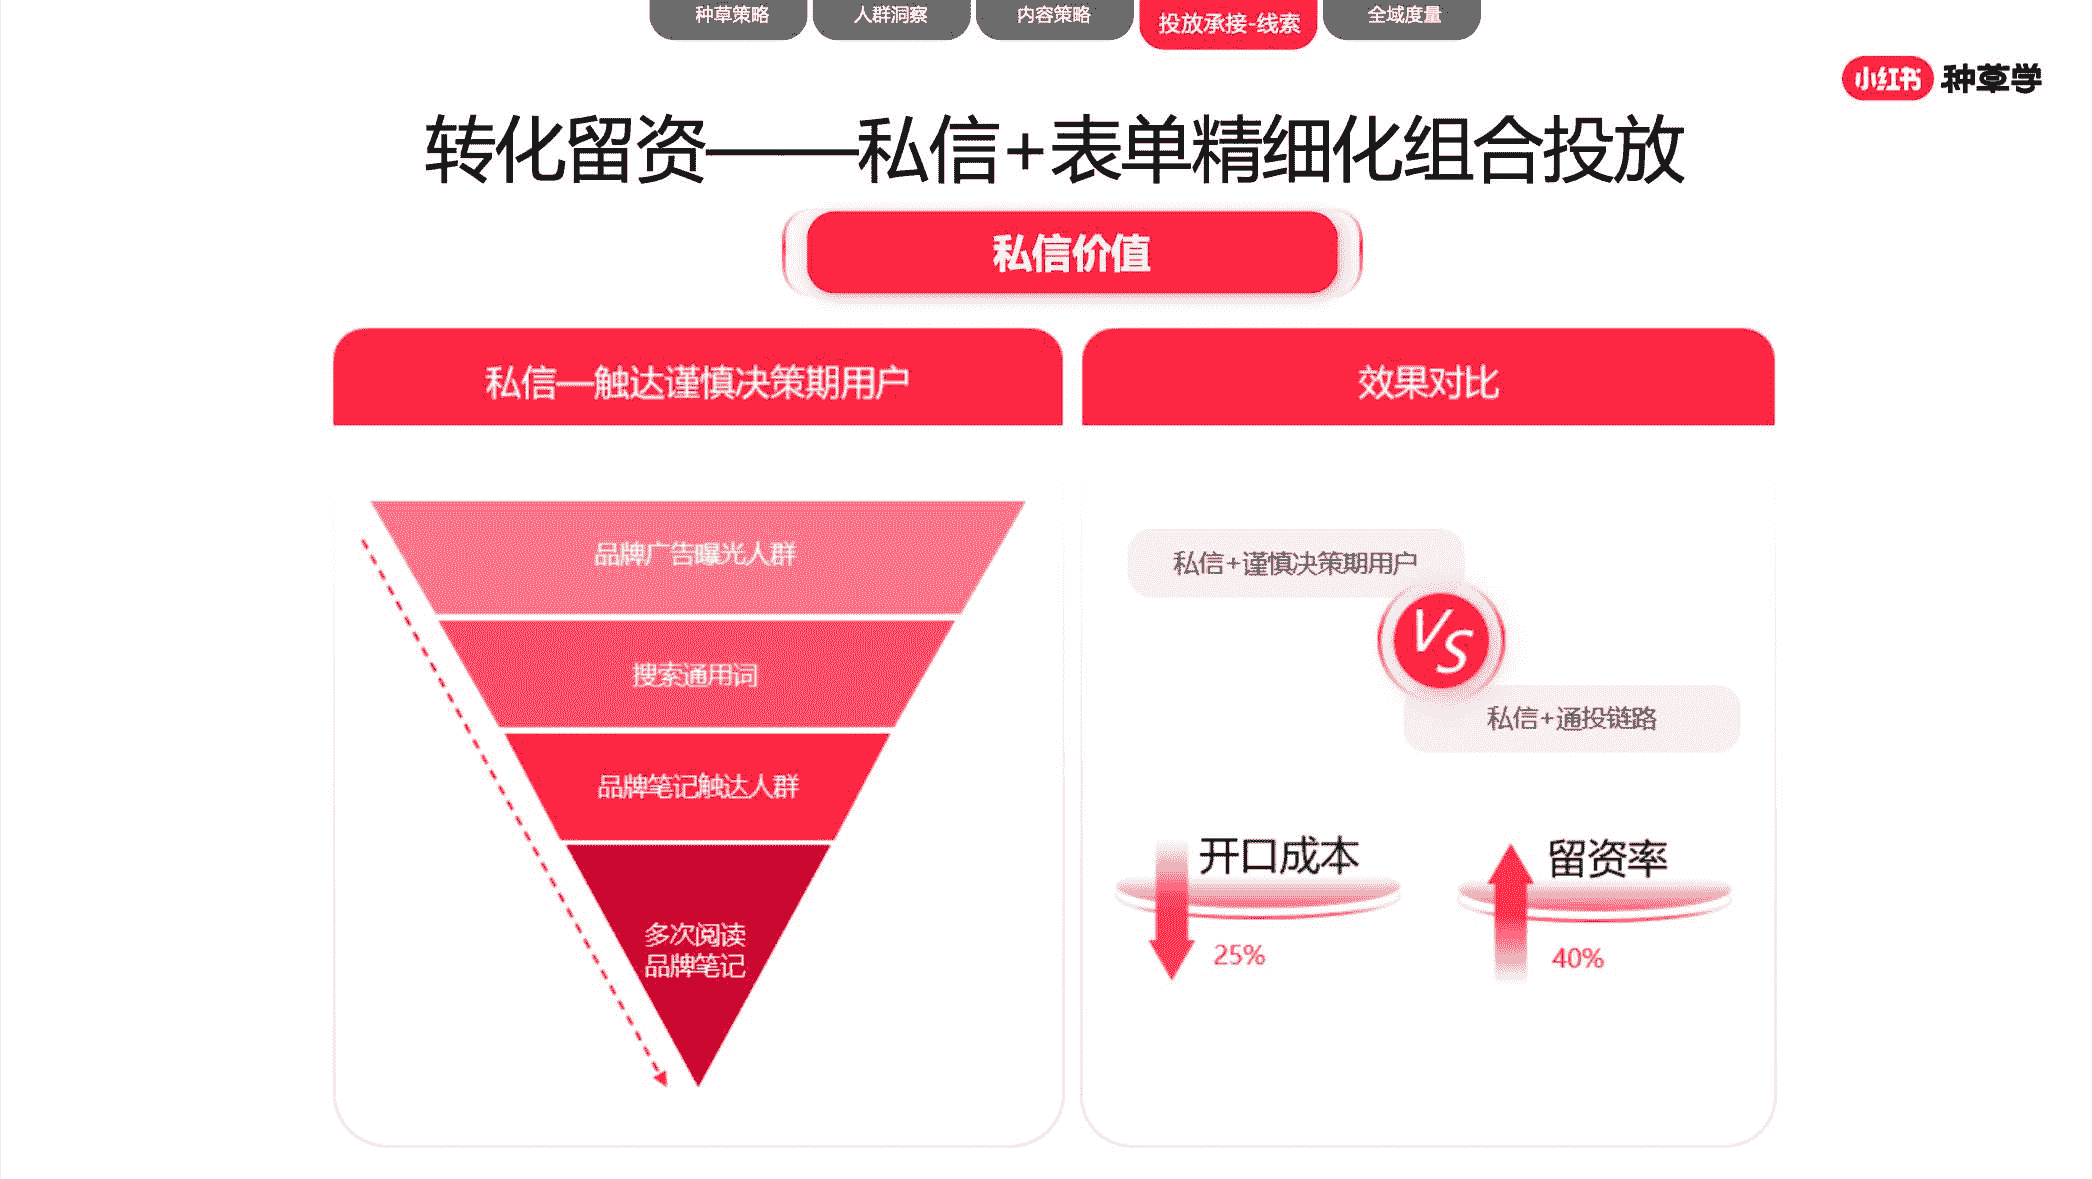 种草策略
人群洞察
内容策略
投放承接-线索
全域度量
小红书 种草学
转化留资——私信+表单精细化组合投放
私信价值
私信—触达谨慎决策期用户
品牌广告曝光人群
搜索通用词
品牌笔记触达人群
多次阅读
品牌笔记
效果对比
私信+谨慎决策期用户
VS
私信+通投链路
开口成本
25%
留资率
40%